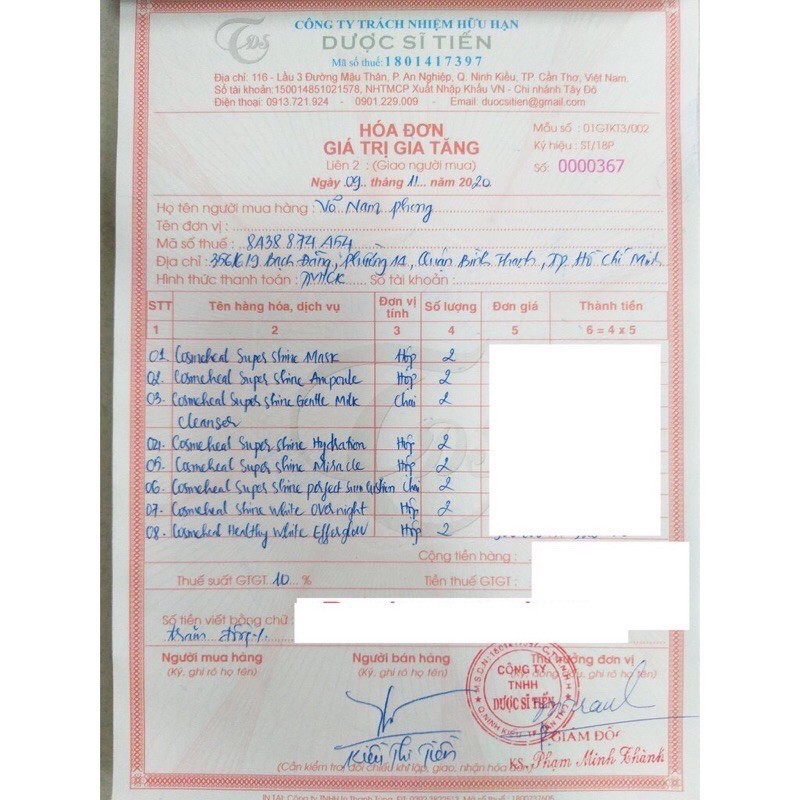 CÔNG TY TRÁCH NHIỆM HỮU HẠN
TDS
DƯỢC SĨ TIẾN
Mã số thuế: 1801417397
Địa chỉ: 116 - Lầu 3 Đường Mậu Thân, P. An Nghiệp, Q. Ninh Kiều, TP. Cần Thơ, Việt Nam.
Số tài khoản: 150014851021578, NHTMCP Xuất Nhập Khẩu VN - Chi nhánh Tây Đô
Điện thoại: 0913.721.924 - 0901.229.009 - Email: duocsitien@gmail.com
HÓA ĐƠN
GIÁ TRỊ GIA TĂNG
Liên 2 : (Giao người mua)
Ngày 09 tháng 11 năm 2020
Mẫu số : 01GTKT3/002
Ký hiệu : ST/18P
Số: 0000367
Họ tên người mua hàng : Võ Nam Phong
Tên đơn vị :
Mã số thuế : 8438874454
Địa chỉ : 356/19 Bạch Đằng, Phường 14, Quận Bình Thạnh, TP. Hồ Chí Minh
Hình thức thanh toán : TM/CK Số tài khoản :
STT Tên hàng hóa, dịch vụ Đơn vị tính Số lượng Đơn giá Thành tiền
1 2 3 4 5 6 = 4 x 5
01. Cosmeheal Super Shine Mask Hộp 2
02. Cosmeheal Super Shine Ampoule Hộp 2
03. Cosmeheal Super Shine Gentle Milk Chai 2
Cleanser
04. Cosmeheal Super Shine Hydration Hộp 2
05. Cosmeheal Super Shine Miracle Hộp 2
06. Cosmeheal Super Shine perfect Sun Cushion Chai 2
07. Cosmeheal Shine White Overnight Hộp 2
08. Cosmeheal Healthy White Efferglow Hộp 2
Cộng tiền hàng :
Thuế suất GTGT 10 % Tiền thuế GTGT :
Số tiền viết bằng chữ :
trăm đồng./.
Người mua hàng Người bán hàng Thủ trưởng đơn vị
(Ký, ghi rõ họ tên) (Ký, ghi rõ họ tên)
CÔNG TY
TNHH
DƯỢC SĨ TIẾN
Kiều Thị Tiến
GIÁM ĐỐC
KS. Phạm Minh Thành